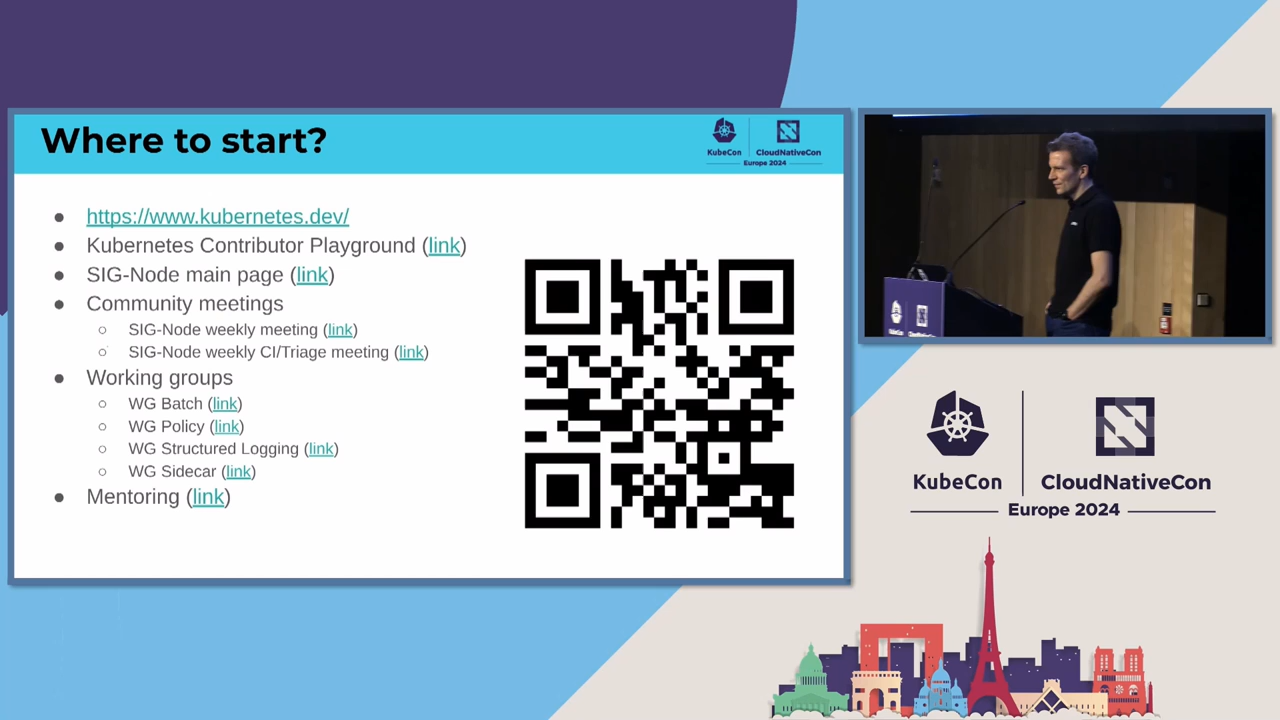 Where to start?
KubeCon
CloudNativeCon
Europe 2024
https://www.kubernetes.dev/
Kubernetes Contributor Playground (link)
SIG-Node main page (link)
Community meetings
SIG-Node weekly meeting (link)
SIG-Node weekly CI/Triage meeting (link)
Working groups
WG Batch (link)
WG Policy (link)
WG Structured Logging (link)
WG Sidecar (link)
Mentoring (link)
KubeCon
CloudNativeCon
Europe 2024